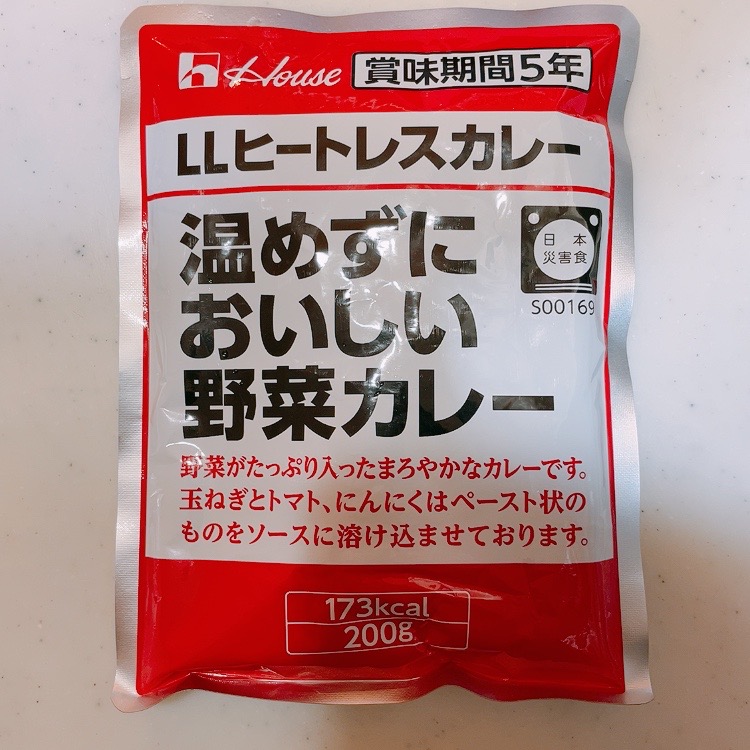 House 賞味期間5年
LLヒートレスカレー
温めずに
おいしい
野菜カレー
日本
災害食
S00169
野菜がたっぷり入ったまろやかなカレーです。
玉ねぎとトマト、にんにくはペースト状の
ものをソースに溶け込ませております。
173kcal
200g